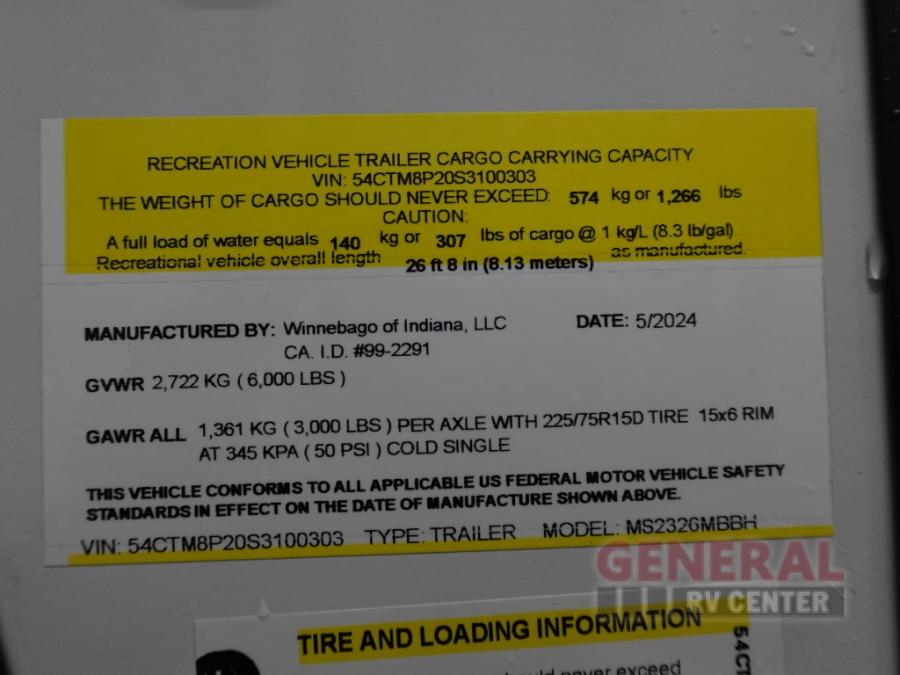 RECREATION VEHICLE TRAILER CARGO CARRYING CAPACITY
VIN: 54CTM8P20S3100303
THE WEIGHT OF CARGO SHOULD NEVER EXCEED: 574 kg or 1,266 lbs
CAUTION:
A full load of water equals 140 kg or 307 lbs of cargo @ 1 kg/L (8.3 lb/gal)
Recreational vehicle overall length 26 ft 8 in (8.13 meters) as manufactured.
MANUFACTURED BY: Winnebago of Indiana, LLC DATE: 5/2024
CA. I.D. #99-2291
GVWR 2,722 KG ( 6,000 LBS )
GAWR ALL 1,361 KG ( 3,000 LBS ) PER AXLE WITH 225/75R15D TIRE 15x6 RIM
AT 345 KPA ( 50 PSI ) COLD SINGLE
THIS VEHICLE CONFORMS TO ALL APPLICABLE US FEDERAL MOTOR VEHICLE SAFETY
STANDARDS IN EFFECT ON THE DATE OF MANUFACTURE SHOWN ABOVE.
VIN: 54CTM8P20S3100303 TYPE: TRAILER MODEL: MS2326MBBH
GENERAL
RV CENTER
TIRE AND LOADING INFORMATION
54CT
should never exceed